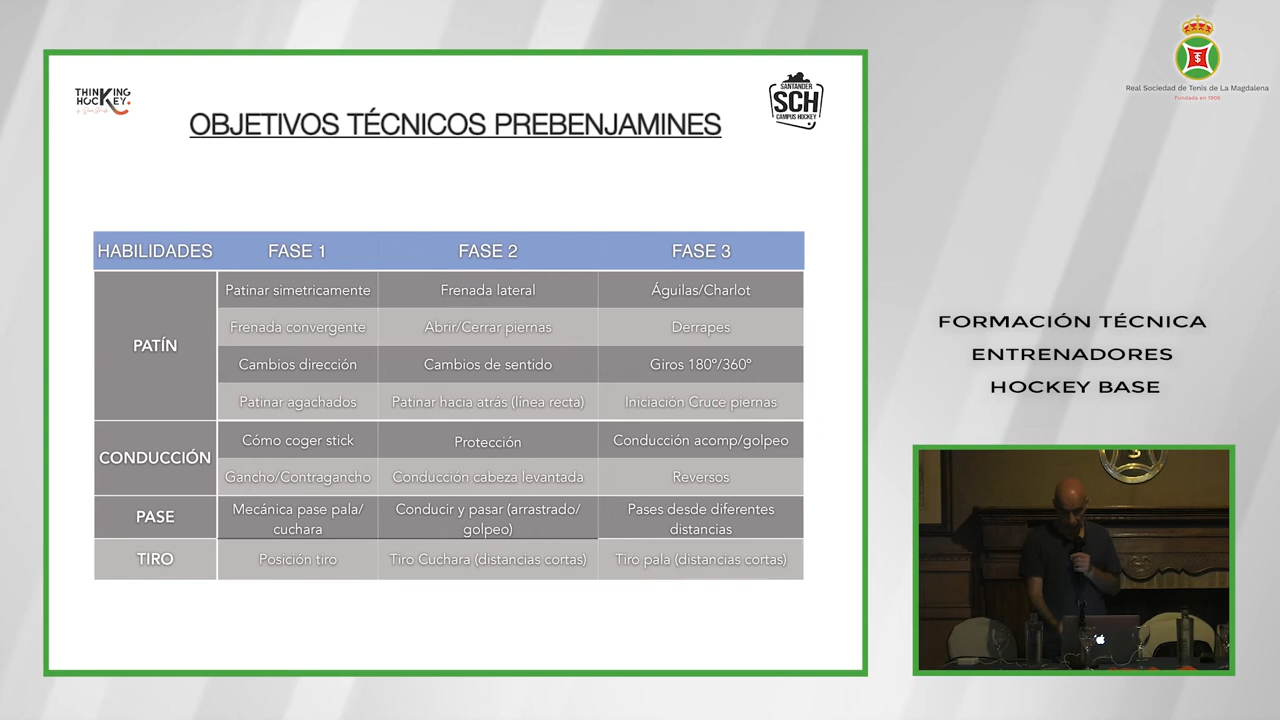 THINKING
HOCKEY.
SANTANDER
SCH
CAMPUS HOCKEY
Real Sociedad de Tenis de La Magdalena
Fundada en 1906
OBJETIVOS TÉCNICOS PREBENJAMINES
HABILIDADES FASE 1 FASE 2 FASE 3
PATÍN
Patinar simetricamente Frenada lateral Águilas/Charlot
Frenada convergente Abrir/Cerrar piernas Derrapes
Cambios dirección Cambios de sentido Giros 180º/360º
Patinar agachados Patinar hacia atrás (línea recta) Iniciación Cruce piernas
CONDUCCIÓN
Cómo coger stick Protección Conducción acomp/golpeo
Gancho/Contragancho Conducción cabeza levantada Reversos
PASE
Mecánica pase pala/
cuchara
Conducir y pasar (arrastrado/
golpeo)
Pases desde diferentes
distancias
TIRO Posición tiro Tiro Cuchara (distancias cortas) Tiro pala (distancias cortas)
FORMACIÓN TÉCNICA
ENTRENADORES
HOCKEY BASE